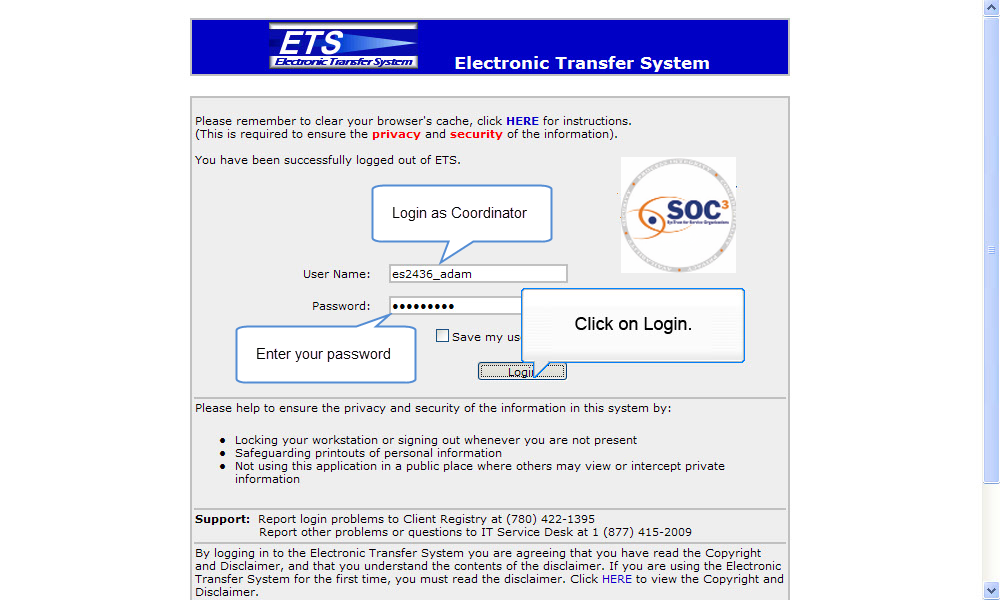 ETS
Electronic Transfer System
Electronic Transfer System
Please remember to clear your browser's cache, click HERE for instructions.
(This is required to ensure the privacy and security of the information).
You have been successfully logged out of ETS.
SOC3
Login as Coordinator
User Name: es2436_adam
Password: •••••••••
Click on Login.
Save my us
Enter your password
Login
Please help to ensure the privacy and security of the information in this system by:
• Locking your workstation or signing out whenever you are not present
• Safeguarding printouts of personal information
• Not using this application in a public place where others may view or intercept private
information
Support: Report login problems to Client Registry at (780) 422-1395
Report other problems or questions to IT Service Desk at 1 (877) 415-2009
By logging in to the Electronic Transfer System you are agreeing that you have read the Copyright
and Disclaimer, and that you understand the contents of the disclaimer. If you are using the Electronic
Transfer System for the first time, you must read the disclaimer. Click HERE to view the Copyright and
Disclaimer.